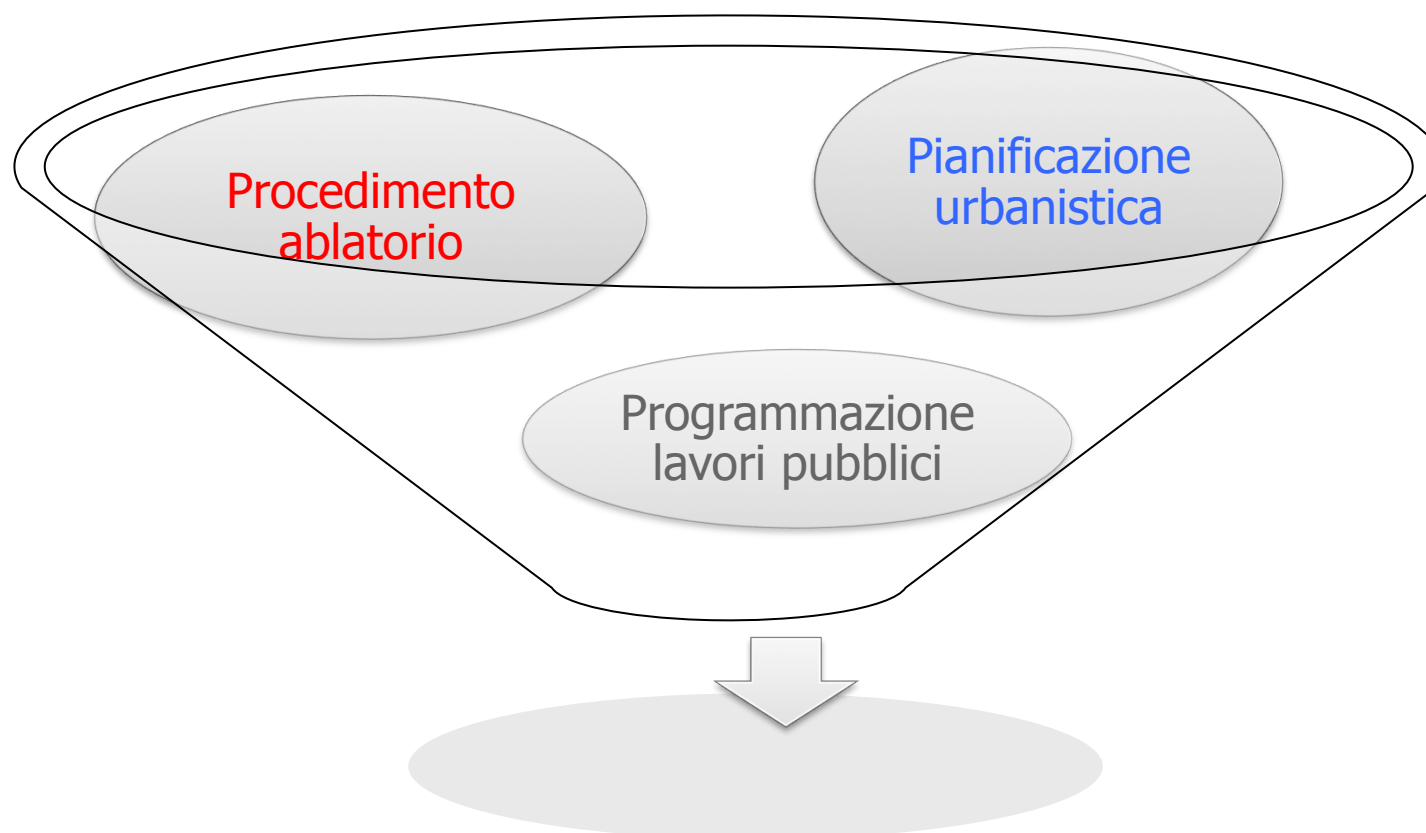 Procedimento
ablatorio
Pianificazione
urbanistica
Programmazione
lavori pubblici